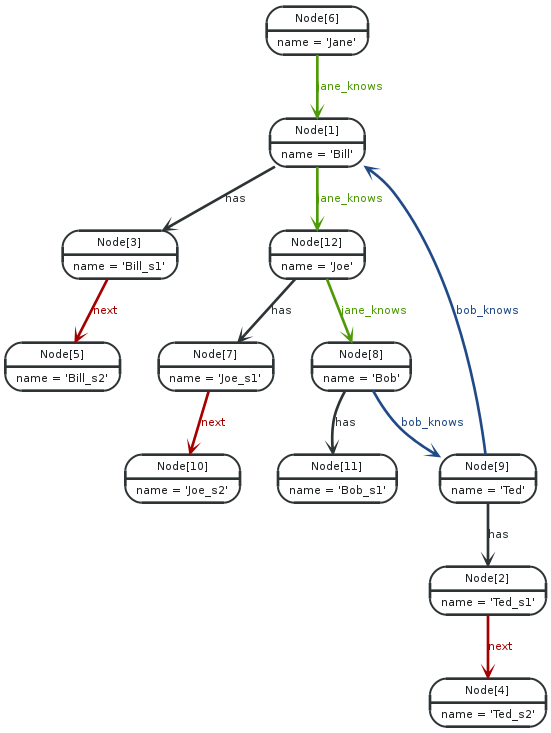 Node[6]
name = 'Jane'
jane_knows
Node[1]
name = 'Bill'
has
jane_knows
Node[3]
name = 'Bill_s1'
Node[12]
name = 'Joe'
bob_knows
next
has
jane_knows
Node[5]
name = 'Bill_s2'
Node[7]
name = 'Joe_s1'
Node[8]
name = 'Bob'
next
has
bob_knows
Node[10]
name = 'Joe_s2'
Node[11]
name = 'Bob_s1'
Node[9]
name = 'Ted'
has
Node[2]
name = 'Ted_s1'
next
Node[4]
name = 'Ted_s2'